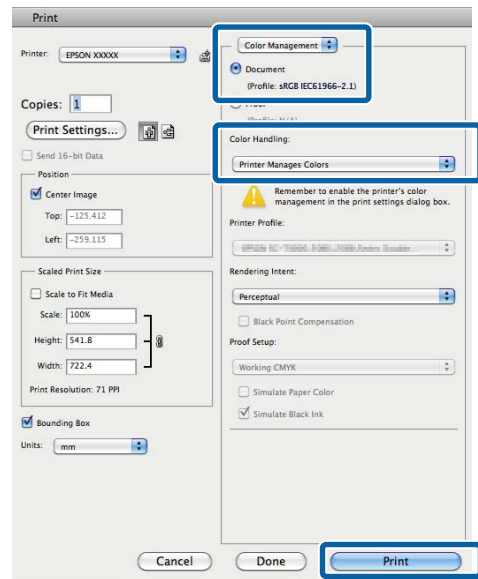 Print
Printer: EPSON XXXXX
Copies: 1
Print Settings...
Send 16-bit Data
Position
Center Image
Top: -125.412
Left: -259.115
Scaled Print Size
Scale to Fit Media
Scale: 100%
Height: 541.8
Width: 722.4
Print Resolution: 71 PPI
Bounding Box
Units: mm
Color Management
Document
(Profile: sRGB IEC61966-2.1)
Color Handling:
Printer Manages Colors
Remember to enable the printer's color
management in the print settings dialog box.
Printer Profile:
Rendering Intent:
Perceptual
Black Point Compensation
Proof Setup:
Working CMYK
Simulate Paper Color
Simulate Black Ink
Cancel
Done
Print